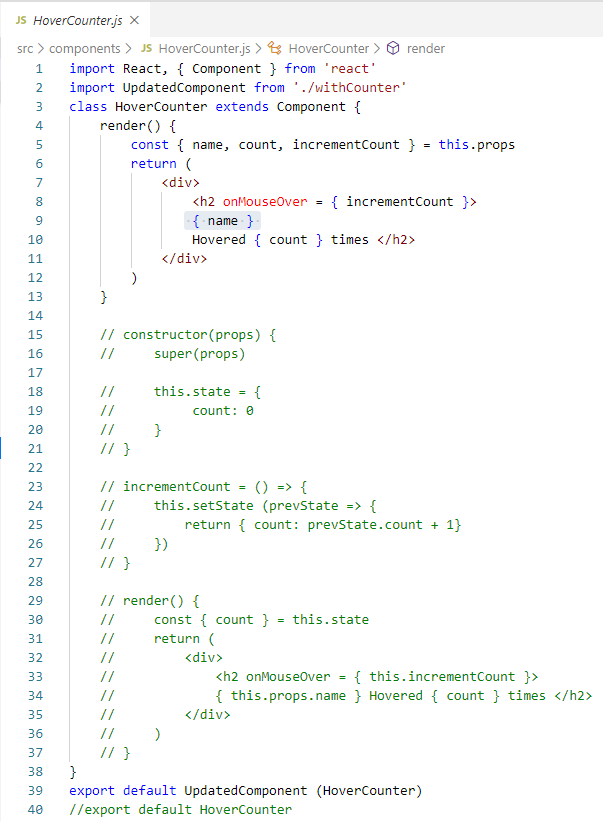 JS HoverCounter.js ×
src > components > JS HoverCounter.js > HoverCounter > render
1 import React, { Component } from 'react'
2 import UpdatedComponent from './withCounter'
3 class HoverCounter extends Component {
4     render() {
5         const { name, count, incrementCount } = this.props
6         return (
7             <div>
8                 <h2 onMouseOver = { incrementCount }>
9                 { name }
10                 Hovered { count } times </h2>
11             </div>
12         )
13     }
14
15     // constructor(props) {
16     //     super(props)
17
18     //     this.state = {
19     //          count: 0
20     //     }
21     // }
22
23     // incrementCount = () => {
24     //     this.setState (prevState => {
25     //         return { count: prevState.count + 1}
26     //     })
27     // }
28
29     // render() {
30     //     const { count } = this.state
31     //     return (
32     //         <div>
33     //             <h2 onMouseOver = { this.incrementCount }>
34     //             { this.props.name } Hovered { count } times </h2>
35     //         </div>
36     //     )
37     // }
38 }
39 export default UpdatedComponent (HoverCounter)
40 //export default HoverCounter